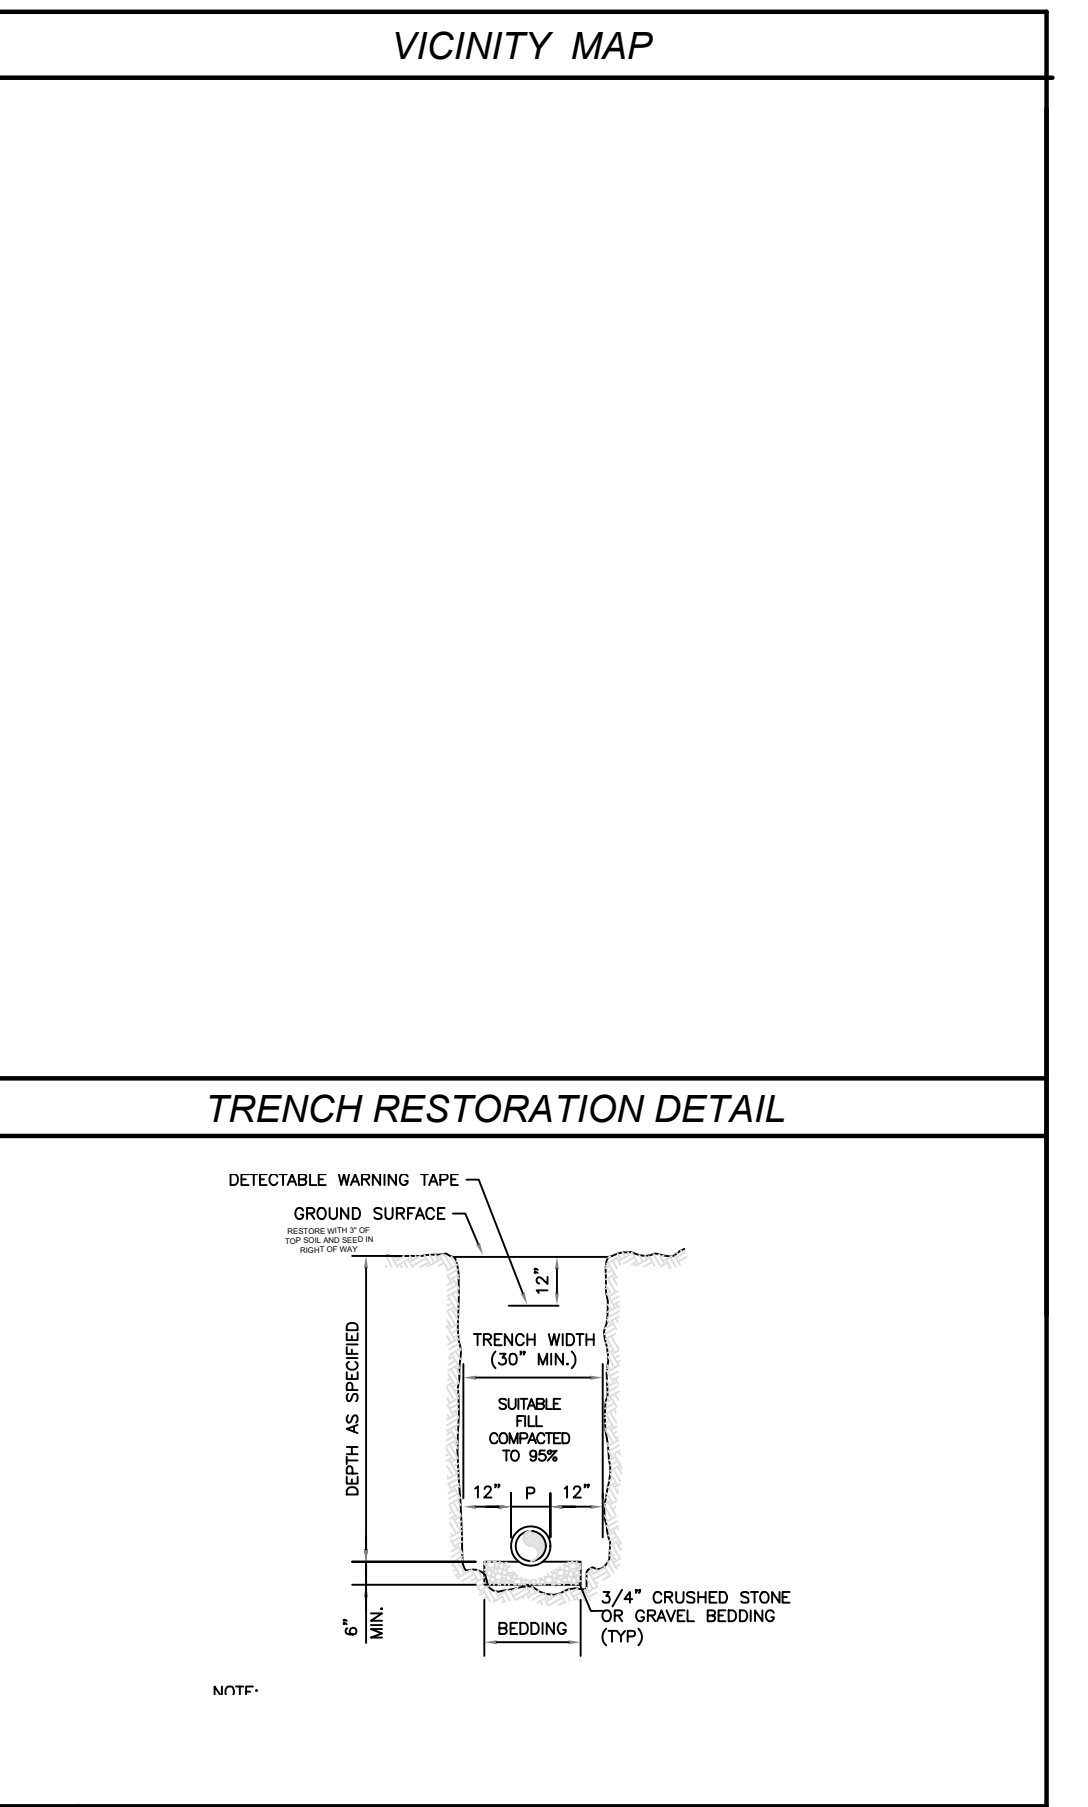 VICINITY MAP
TRENCH RESTORATION DETAIL
DETECTABLE WARNING TAPE
GROUND SURFACE
RESTORE WITH 3" OF
TOP SOIL AND SEED IN
RIGHT OF WAY
12"
TRENCH WIDTH
(30" MIN.)
DEPTH AS SPECIFIED
SUITABLE
FILL
COMPACTED
TO 95%
12" P 12"
6"
MIN.
BEDDING
3/4" CRUSHED STONE
OR GRAVEL BEDDING
(TYP)
NOTE: